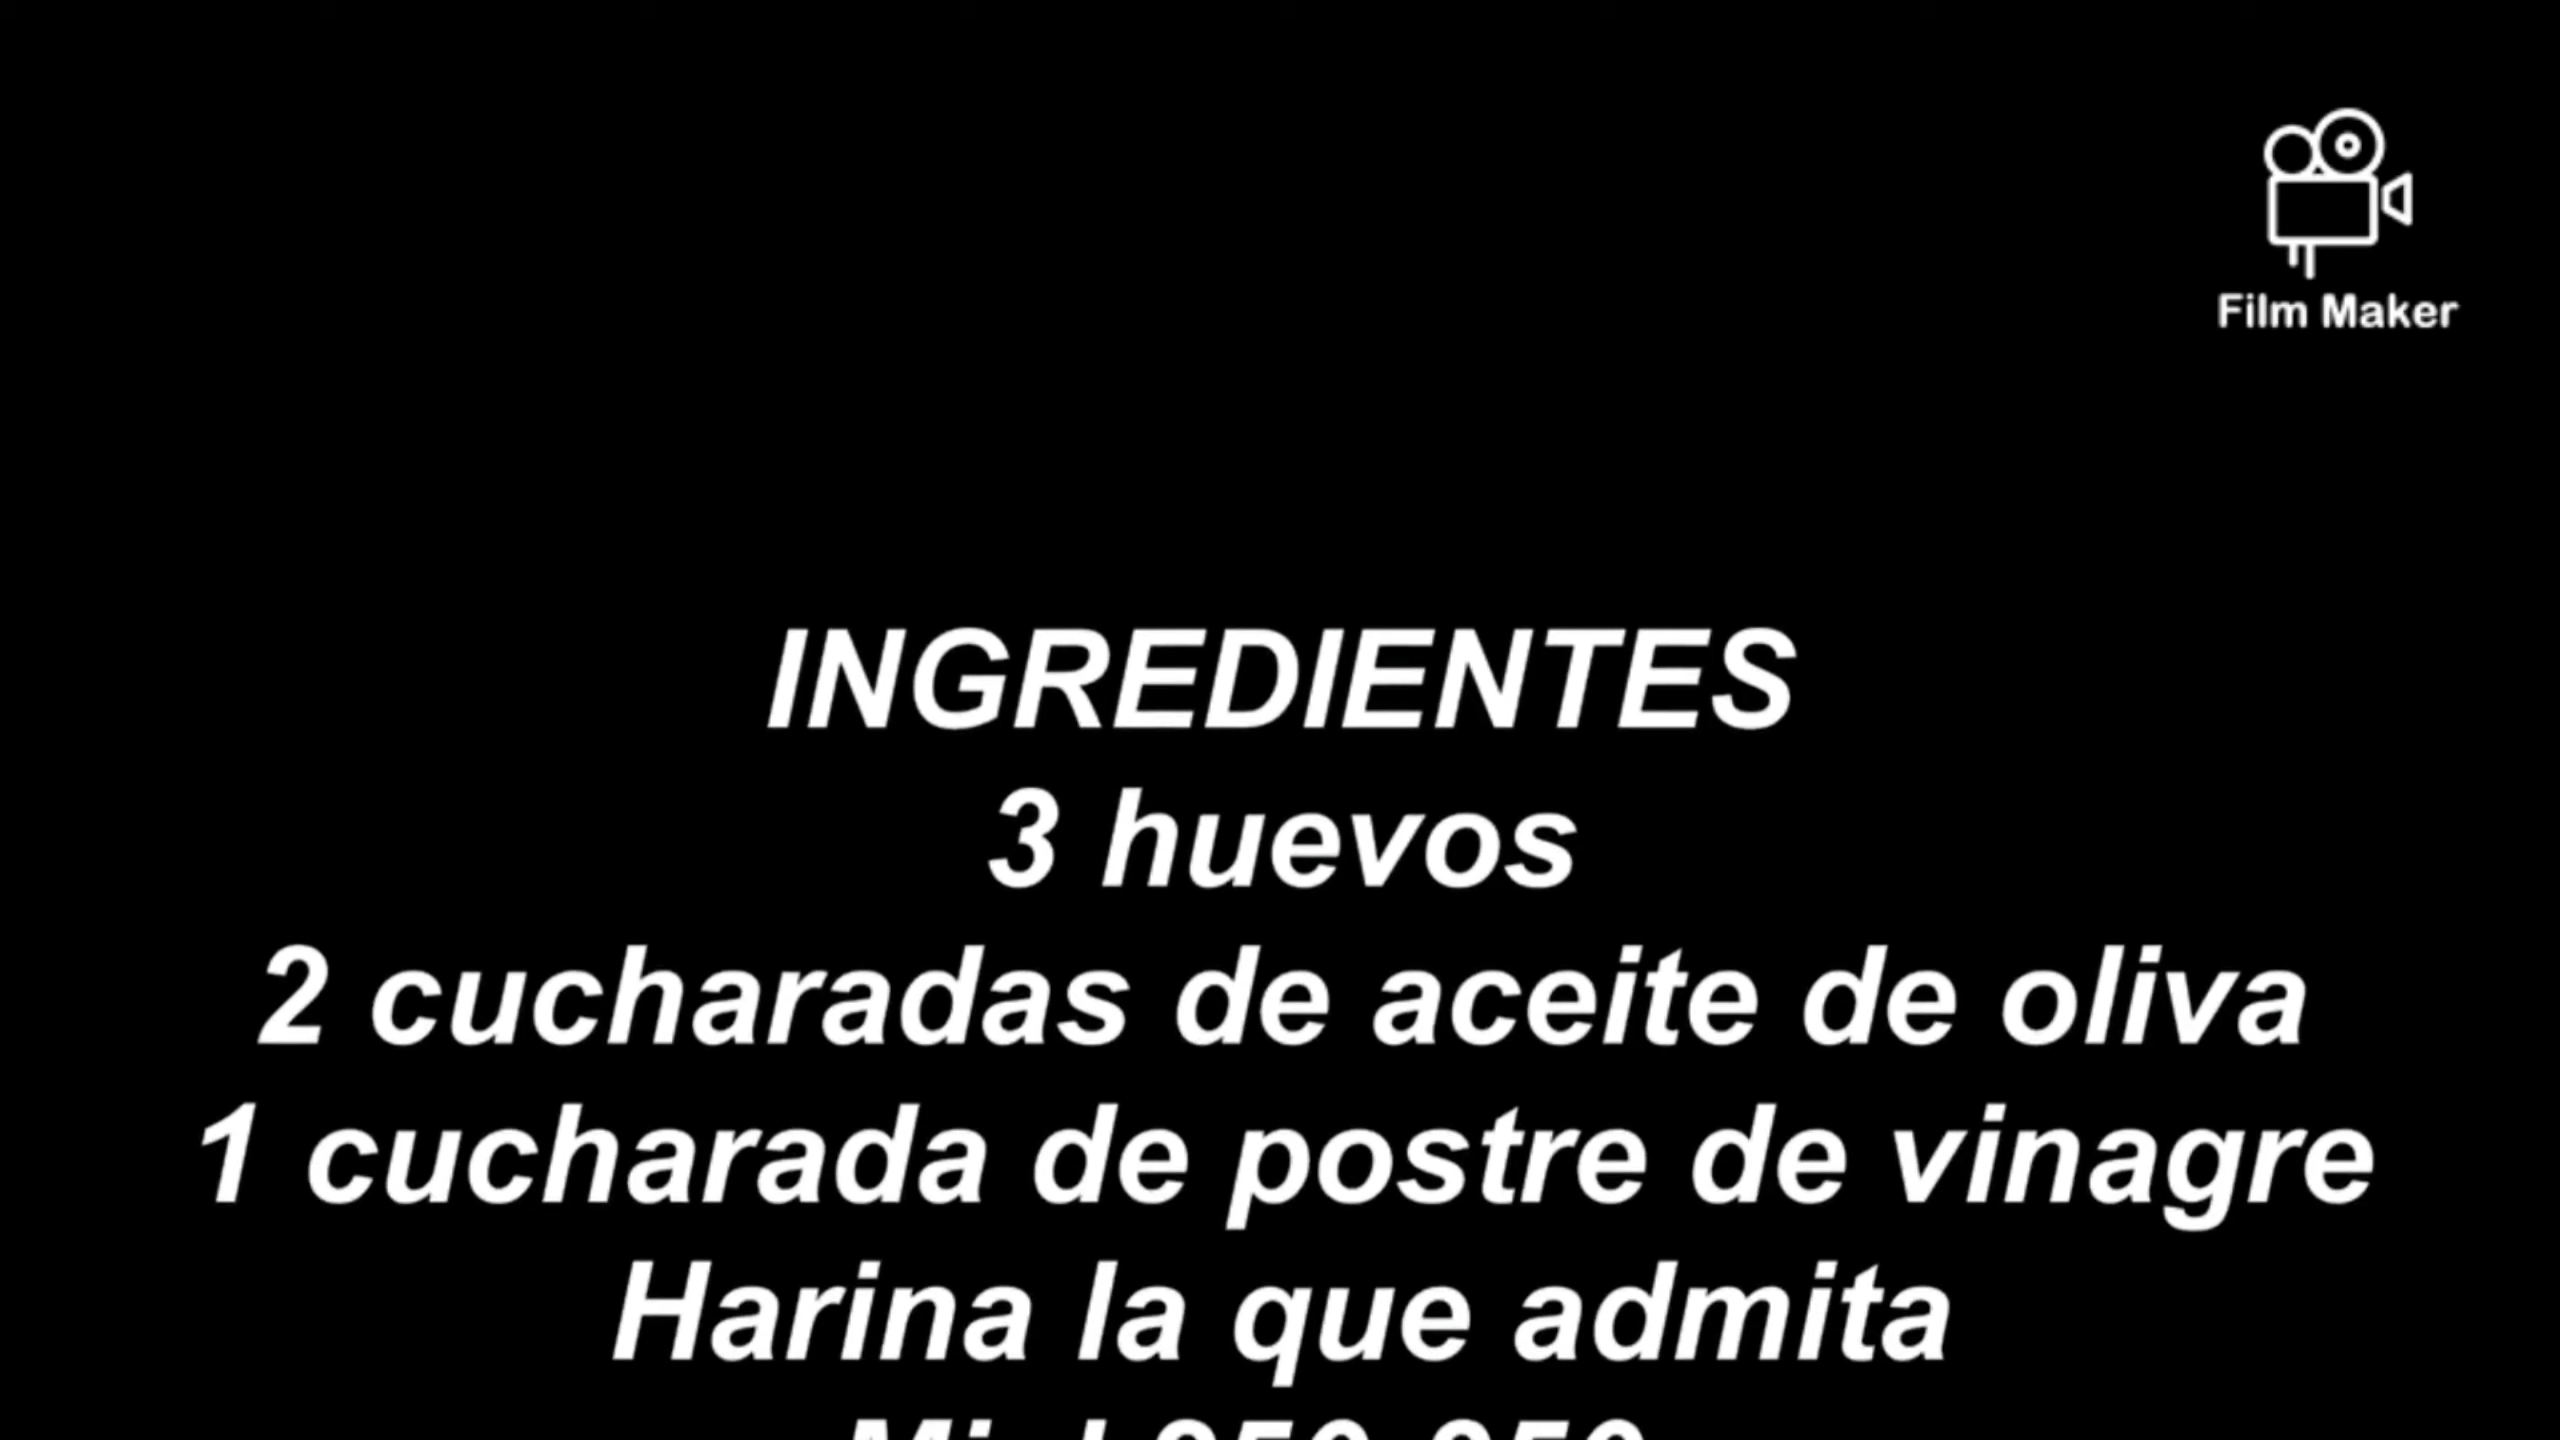 Film Maker
INGREDIENTES
3 huevos
2 cucharadas de aceite de oliva
1 cucharada de postre de vinagre
Harina la que admita
Miel